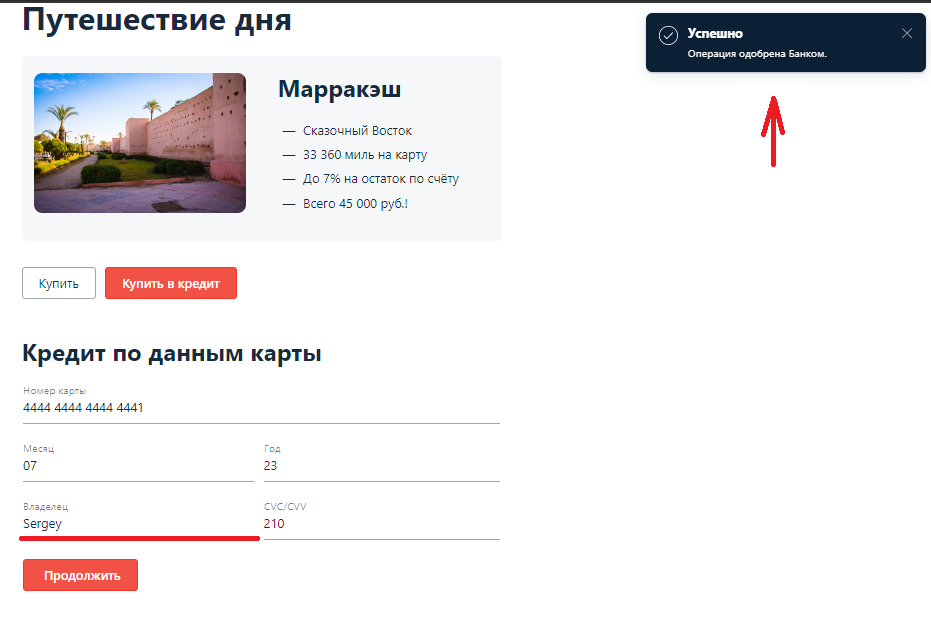 Путешествие дня
Успешно
Операция одобрена Банком.
Марракэш
— Сказочный Восток
— 33 360 миль на карту
— До 7% на остаток по счёту
— Всего 45 000 руб.!
Купить
Купить в кредит
Кредит по данным карты
Номер карты
4444 4444 4444 4441
Месяц
Год
07
23
Владелец
CVC/CVV
Sergey
210
Продолжить